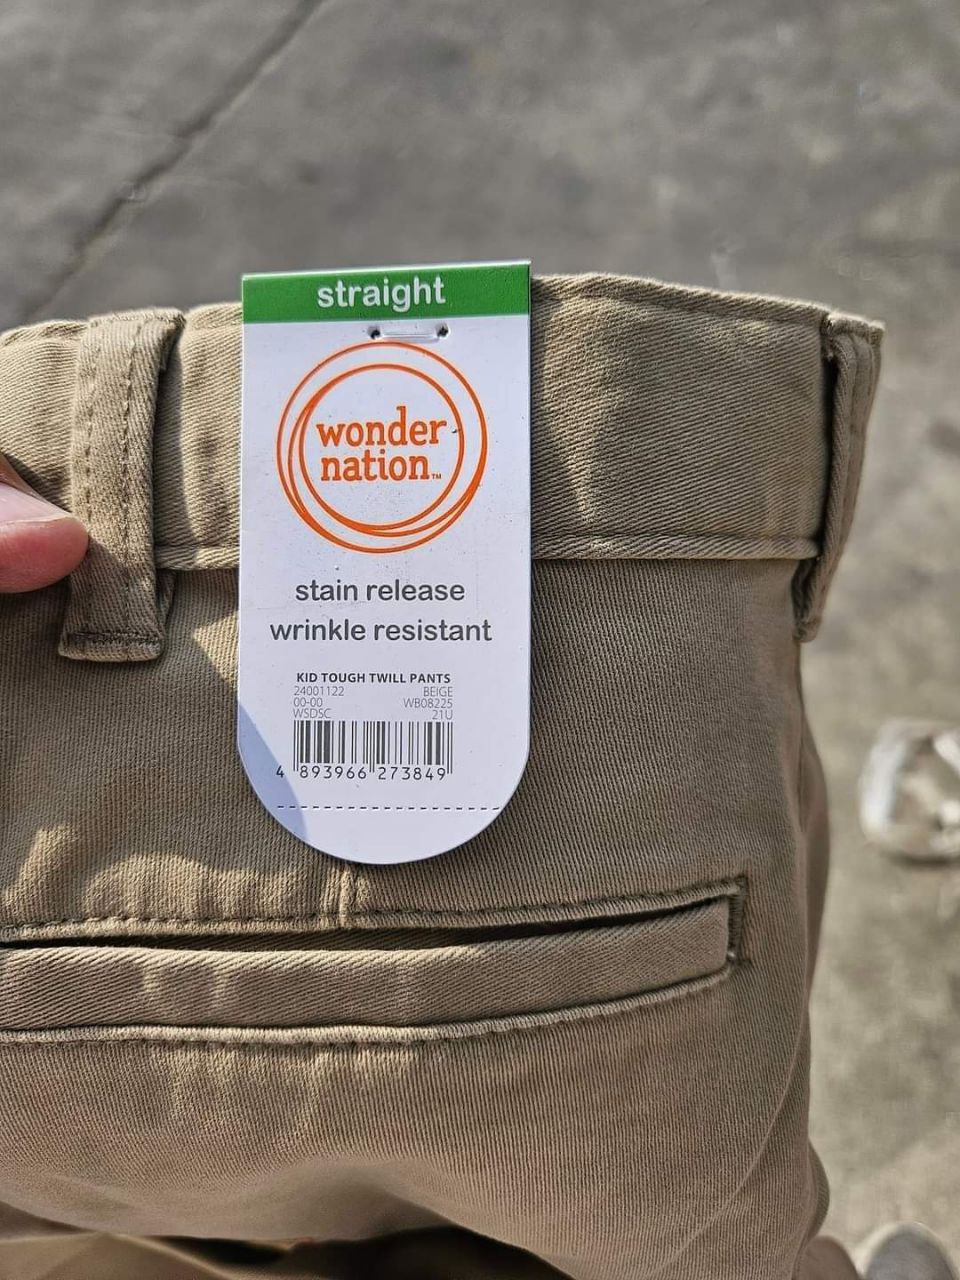 straight
wonder
nation™
stain release
wrinkle resistant
KID TOUGH TWILL PANTS
24001122 BEIGE
00-00 WB08225
WSDSC 21U
4 893966 273849